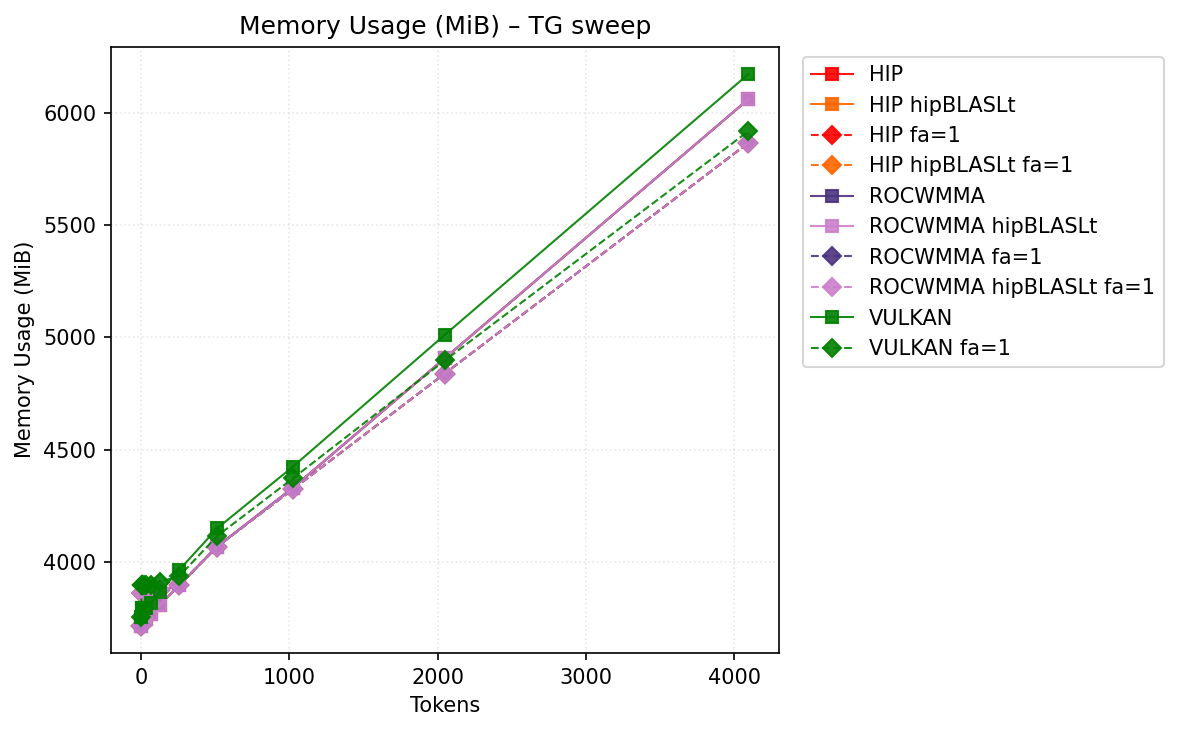 Memory Usage (MiB) – TG sweep
Memory Usage (MiB)
6000
5500
5000
4500
4000
0
1000
2000
3000
4000
Tokens
HIP
HIP hipBLASLt
HIP fa=1
HIP hipBLASLt fa=1
ROCWMMA
ROCWMMA hipBLASLt
ROCWMMA fa=1
ROCWMMA hipBLASLt fa=1
VULKAN
VULKAN fa=1